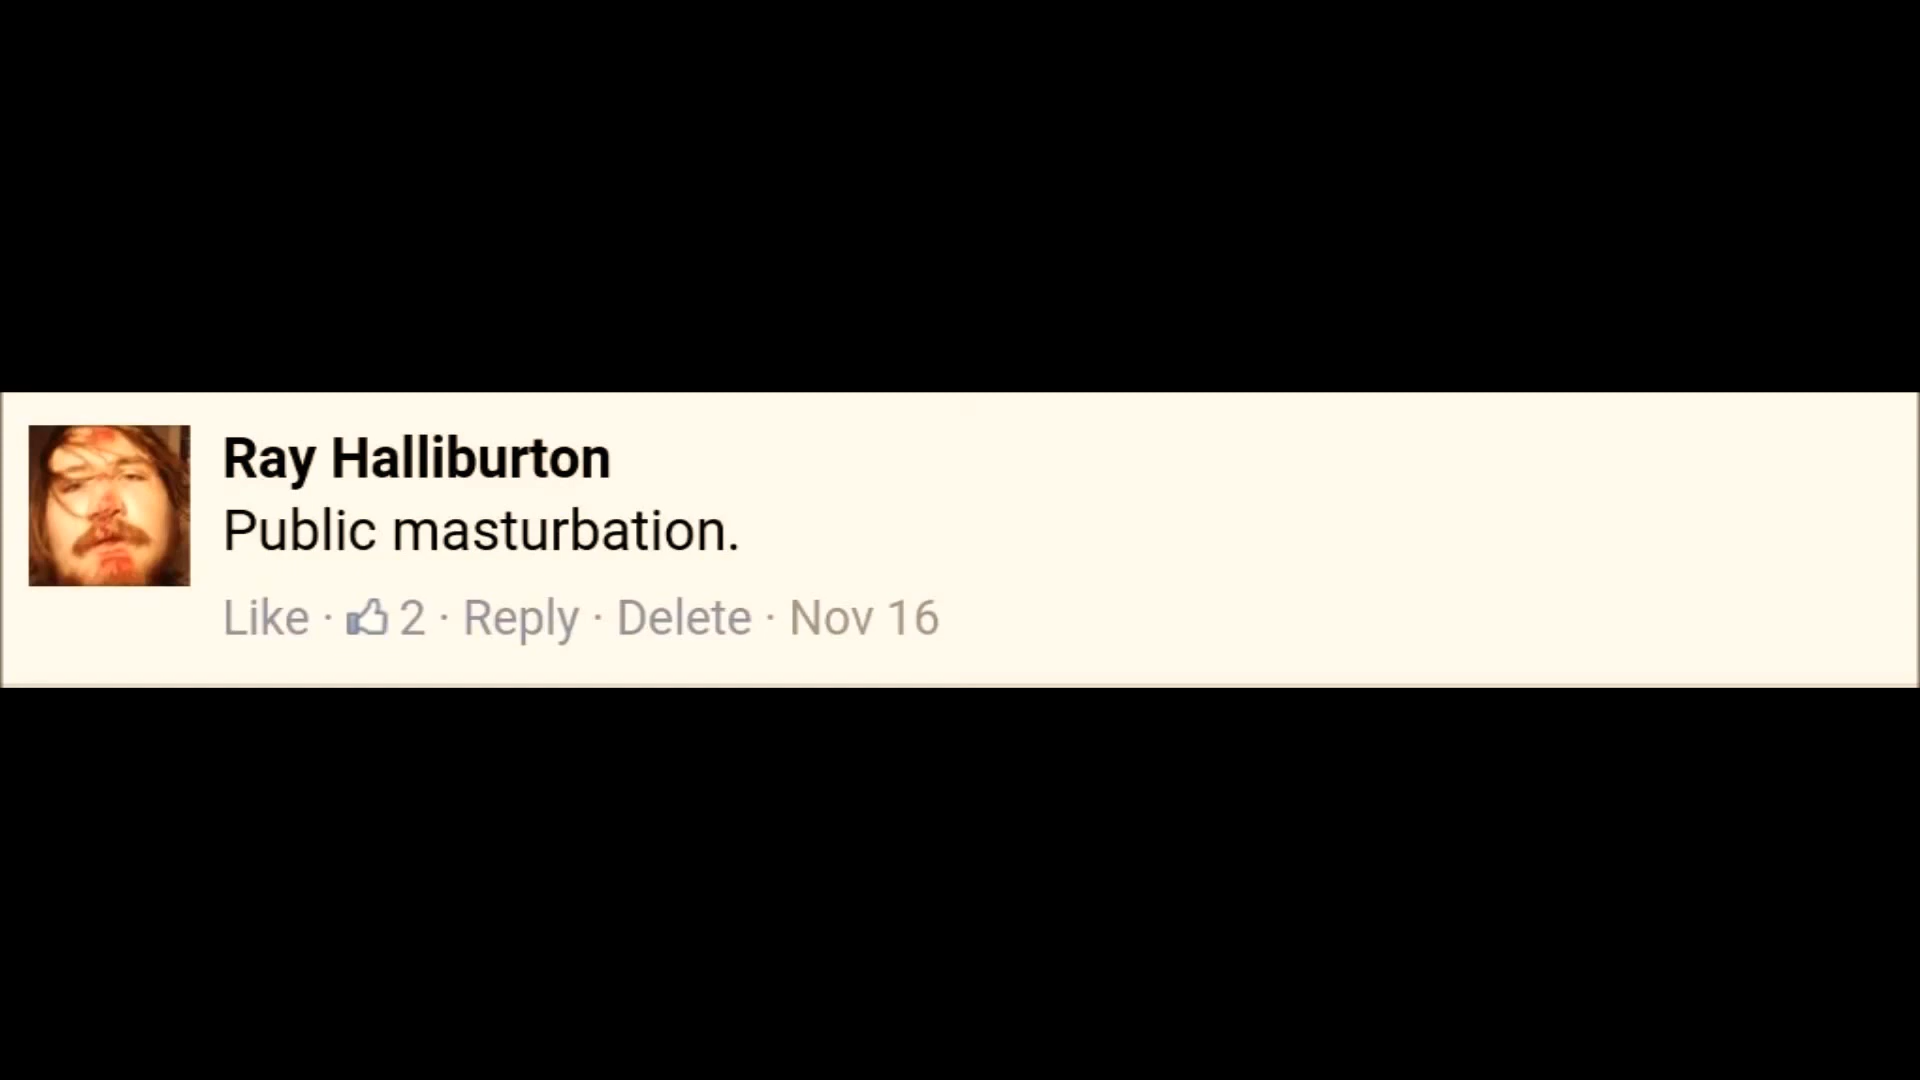 Ray Halliburton
Public masturbation.
Like · 2 · Reply · Delete · Nov 16